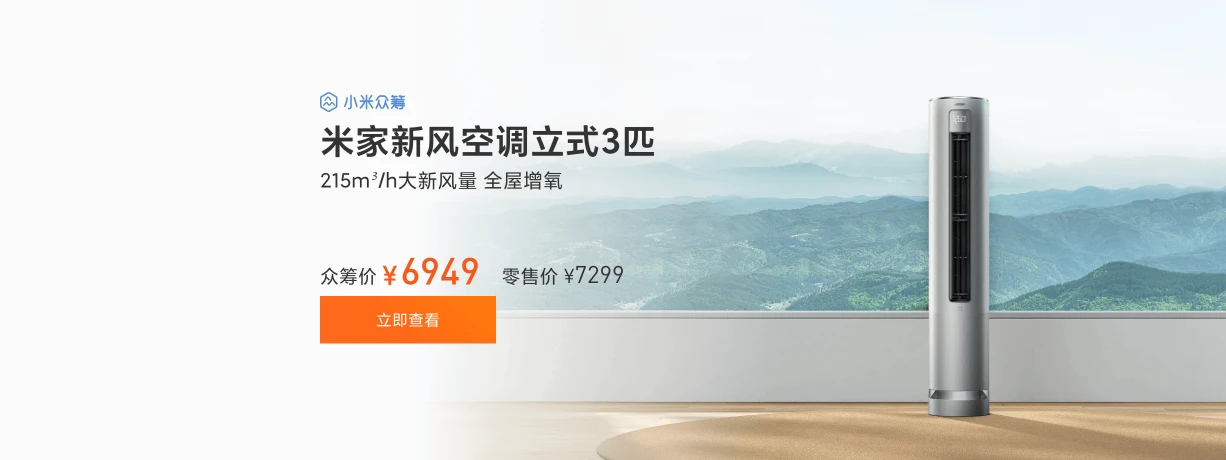 小米众筹
米家新风空调立式3匹
215m³/h大新风量 全屋增氧
众筹价 ¥6949 零售价 ¥7299
立即查看